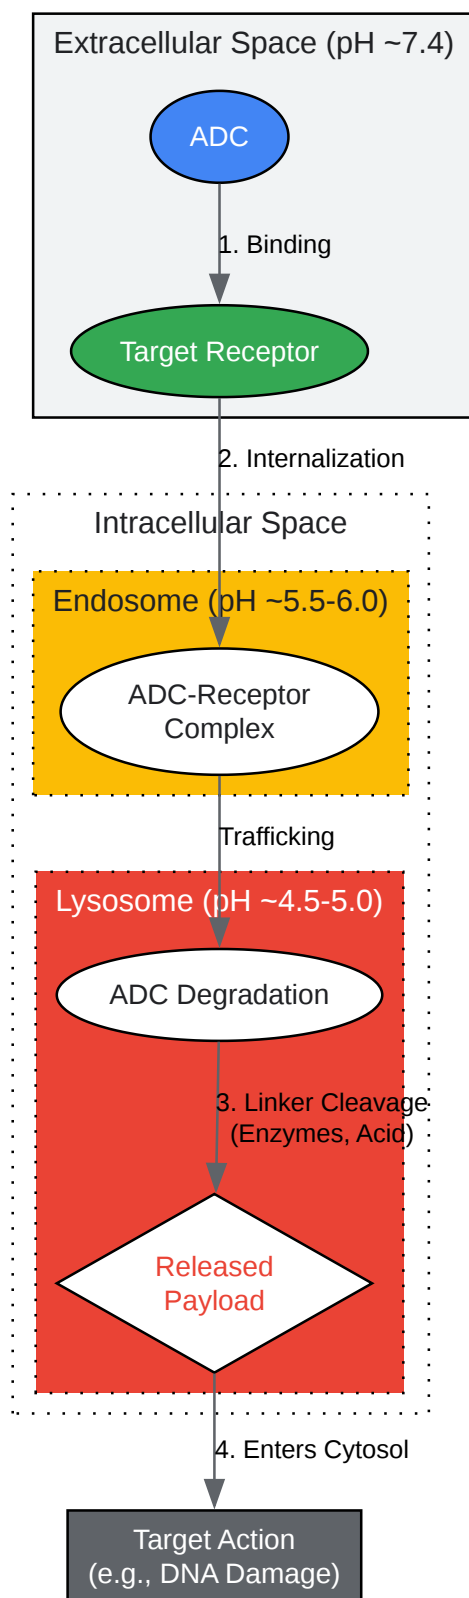 Extracellular Space (pH ~7.4)
ADC
1. Binding
Target Receptor
2. Internalization
Intracellular Space
Endosome (pH ~5.5-6.0)
ADC-Receptor
Complex
Trafficking
Lysosome (pH ~4.5-5.0)
ADC Degradation
3. Linker Cleavage
(Enzymes, Acid)
Released
Payload
4. Enters Cytosol
Target Action
(e.g., DNA Damage)